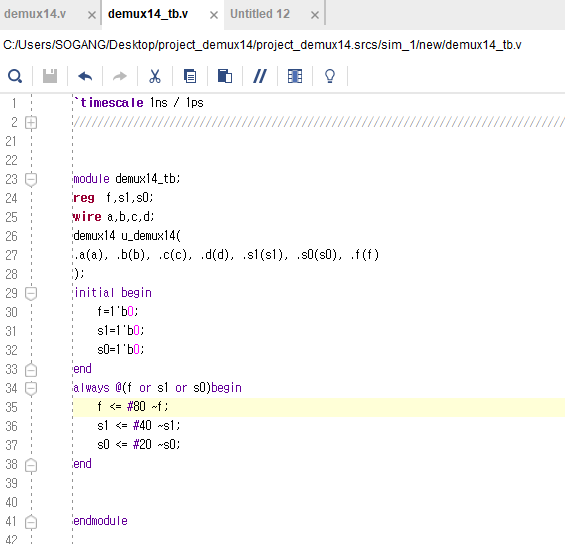 demux14.v × demux14_tb.v × Untitled 12 ×
C:/Users/SOGANG/Desktop/project_demux14/project_demux14.srcs/sim_1/new/demux14_tb.v
1 `timescale 1ns / 1ps
2 //////////////////////////////////////////////////////////////////////////////////
21
22
23 module demux14_tb;
24 reg f,s1,s0;
25 wire a,b,c,d;
26 demux14 u_demux14(
27 .a(a), .b(b), .c(c), .d(d), .s1(s1), .s0(s0), .f(f)
28 );
29 initial begin
30 f=1'b0;
31 s1=1'b0;
32 s0=1'b0;
33 end
34 always @(f or s1 or s0)begin
35 f <= #80 ~f;
36 s1 <= #40 ~s1;
37 s0 <= #20 ~s0;
38 end
39
40
41 endmodule
42